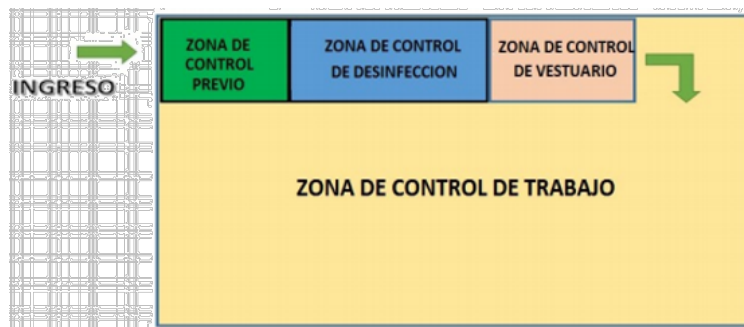 INGRESO
ZONA DE
CONTROL
PREVIO
ZONA DE CONTROL
DE DESINFECCION
ZONA DE CONTROL
DE VESTUARIO
ZONA DE CONTROL DE TRABAJO